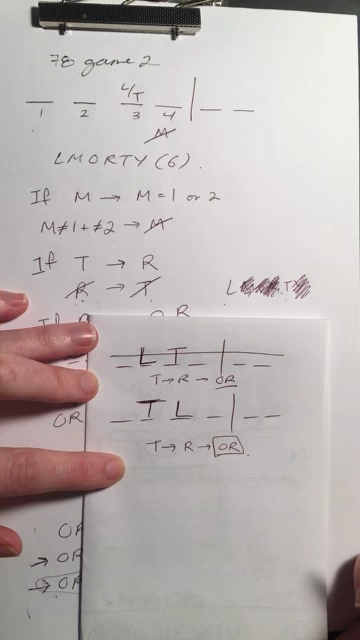 78 game 2
_ _ L/T _ | _ _
1 2 3 4
M
LMORTY (6).
If M → M = 1 or 2
M≠1 + ≠2 → M
If T → R
R → T
L T
OR
L T
T → R → OR
T L
OR
T → R → OR
OR
→ OR
→ OR